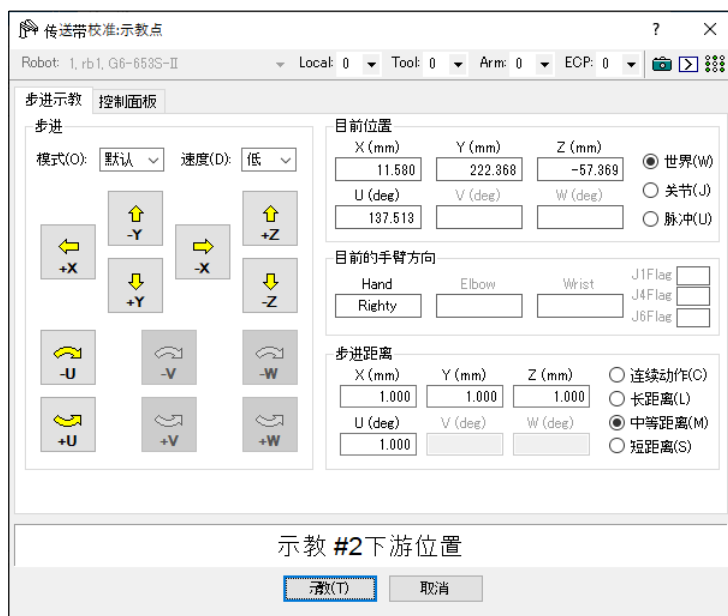 传送带校准:示教点 ? ×
Robot: 1, rb1, G6-653S-II Local: 0 Tool: 0 Arm: 0 ECP: 0
步进示教 控制面板
步进
模式(O): 默认 速度(D): 低
+X
-Y
+Y
-X
+Z
-Z
-U -V -W
+U +V +W
目前位置
X (mm) Y (mm) Z (mm)
11.580 222.368 -57.369
U (deg) V (deg) W (deg)
137.513
世界(W)
关节(J)
脉冲(U)
目前的手臂方向
Hand Elbow Wrist
Righty
J1Flag
J4Flag
J6Flag
步进距离
X (mm) Y (mm) Z (mm)
1.000 1.000 1.000
U (deg) V (deg) W (deg)
1.000
连续动作(C)
长距离(L)
中等距离(M)
短距离(S)
示教 #2下游位置
示教(T) 取消